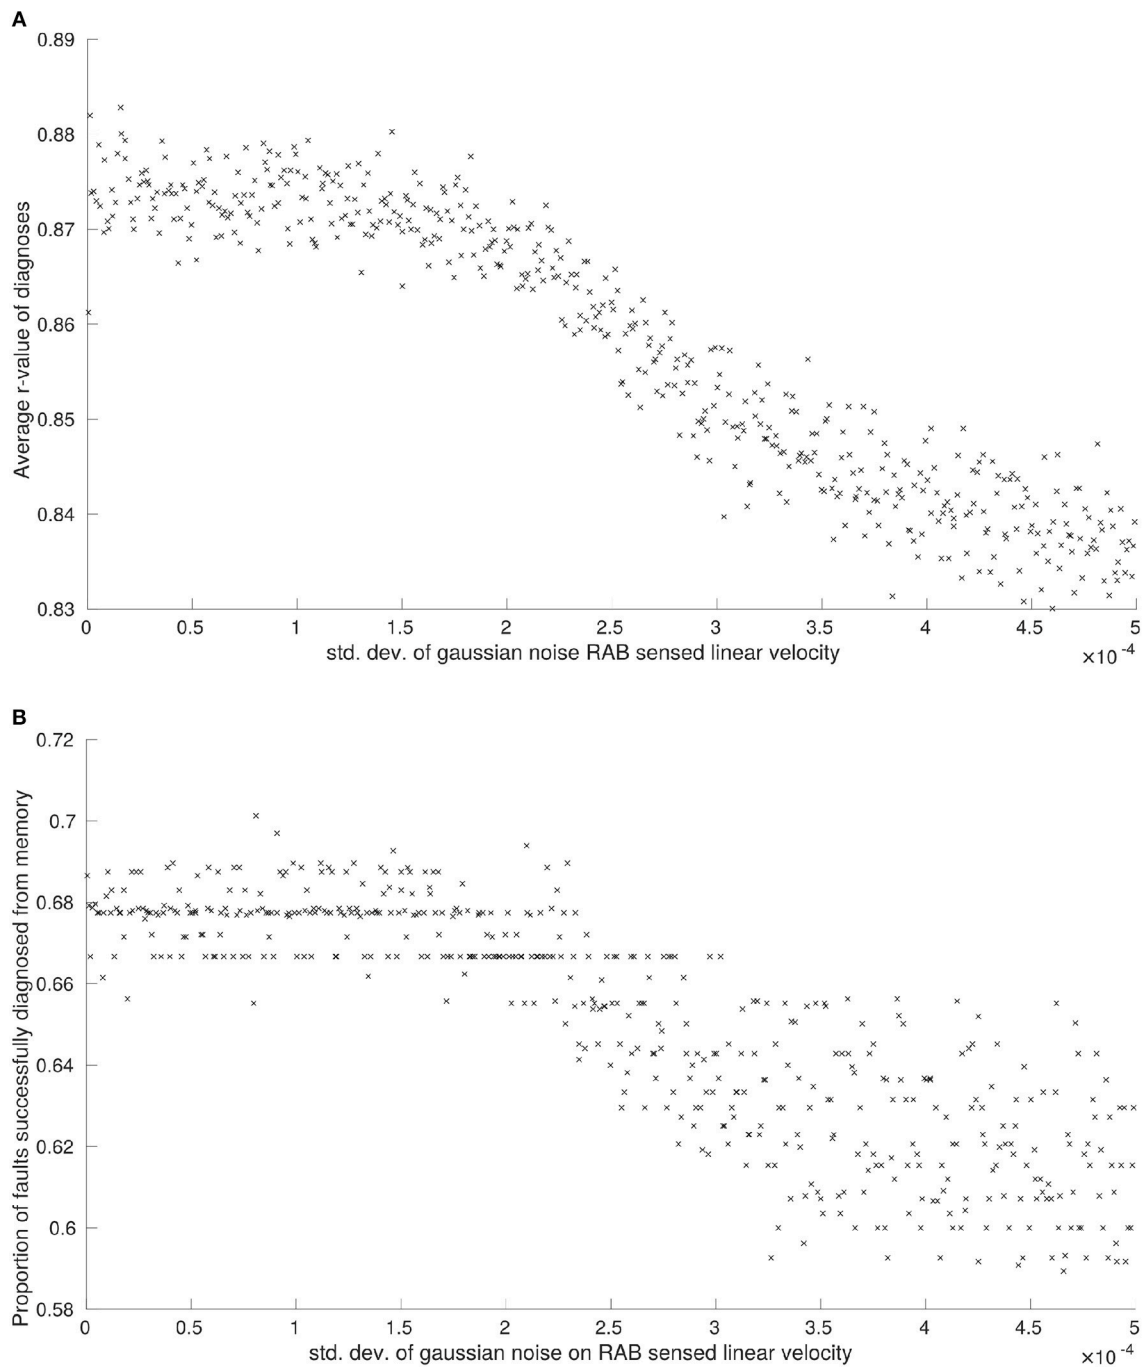 A
0.89
0.88
0.87
0.86
0.85
0.84
0.83
Average r-value of diagnoses
0 0.5 1 1.5 2 2.5 3 3.5 4 4.5 5
std. dev. of gaussian noise RAB sensed linear velocity
×10⁻⁴
B
0.72
0.7
0.68
0.66
0.64
0.62
0.6
0.58
Proportion of faults successfully diagnosed from memory
0 0.5 1 1.5 2 2.5 3 3.5 4 4.5 5
std. dev. of gaussian noise on RAB sensed linear velocity
×10⁻⁴